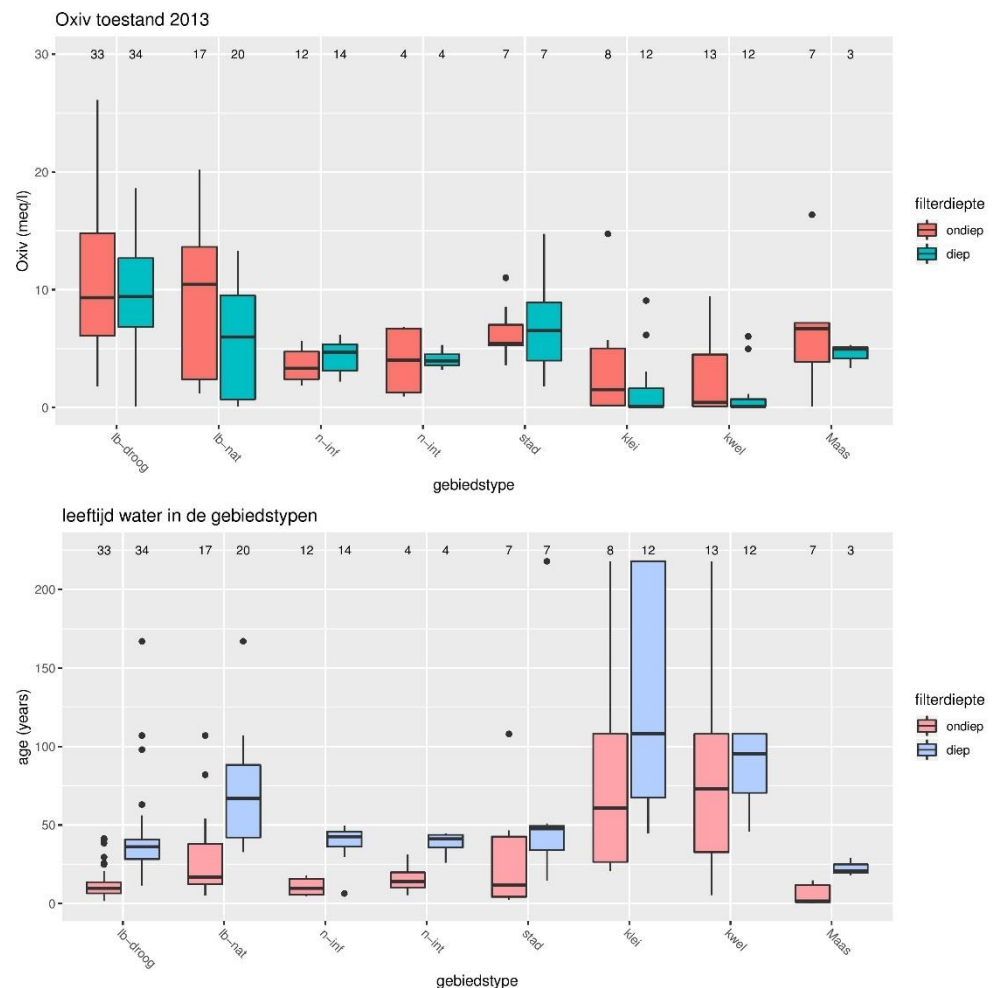 Oxiv toestand 2013
30
33 34 17 20 12 14 4 4 7 7 8 12 13 12 7 3
20
10
0
Oxiv (meq/l)
lb-droog lb-nat n-inf n-int stad klei kwel Maas
gebiedstype
filterdiepte
ondiep
diep
leeftijd water in de gebiedstypen
33 34 17 20 12 14 4 4 7 7 8 12 13 12 7 3
200
150
100
50
0
age (years)
lb-droog lb-nat n-inf n-int stad klei kwel Maas
gebiedstype
filterdiepte
ondiep
diep